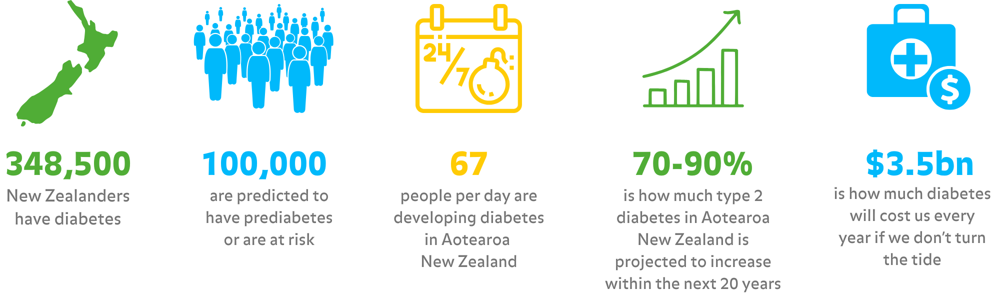 24/7
$
348,500
New Zealanders
have diabetes
100,000
are predicted to
have prediabetes
or are at risk
67
people per day are
developing diabetes
in Aotearoa
New Zealand
70-90%
is how much type 2
diabetes in Aotearoa
New Zealand is
projected to increase
within the next 20 years
$3.5bn
is how much diabetes
will cost us every
year if we don’t turn
the tide